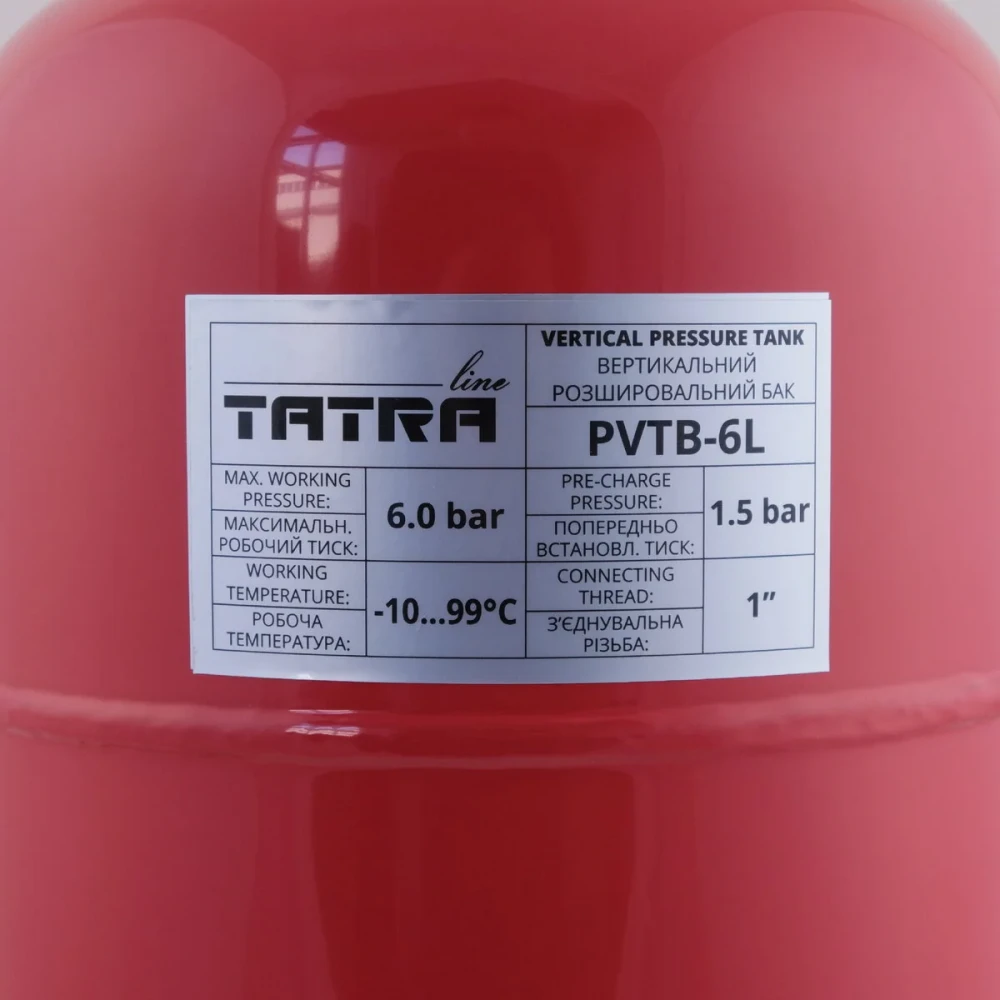 line
TATRA
VERTICAL PRESSURE TANK
ВЕРТИКАЛЬНИЙ
РОЗШИРОВАЛЬНИЙ БАК
PVTB-6L
MAX. WORKING
PRESSURE:
МАКСИМАЛЬН.
РОБОЧИЙ ТИСК:
6.0 bar
PRE-CHARGE
PRESSURE:
ПОПЕРЕДНЬО
ВСТАНОВЛ. ТИСК:
1.5 bar
WORKING
TEMPERATURE:
РОБОЧА
ТЕМПЕРАТУРА:
-10...99°C
CONNECTING
THREAD:
З’ЄДНУВАЛЬНА
РІЗЬБА:
1”